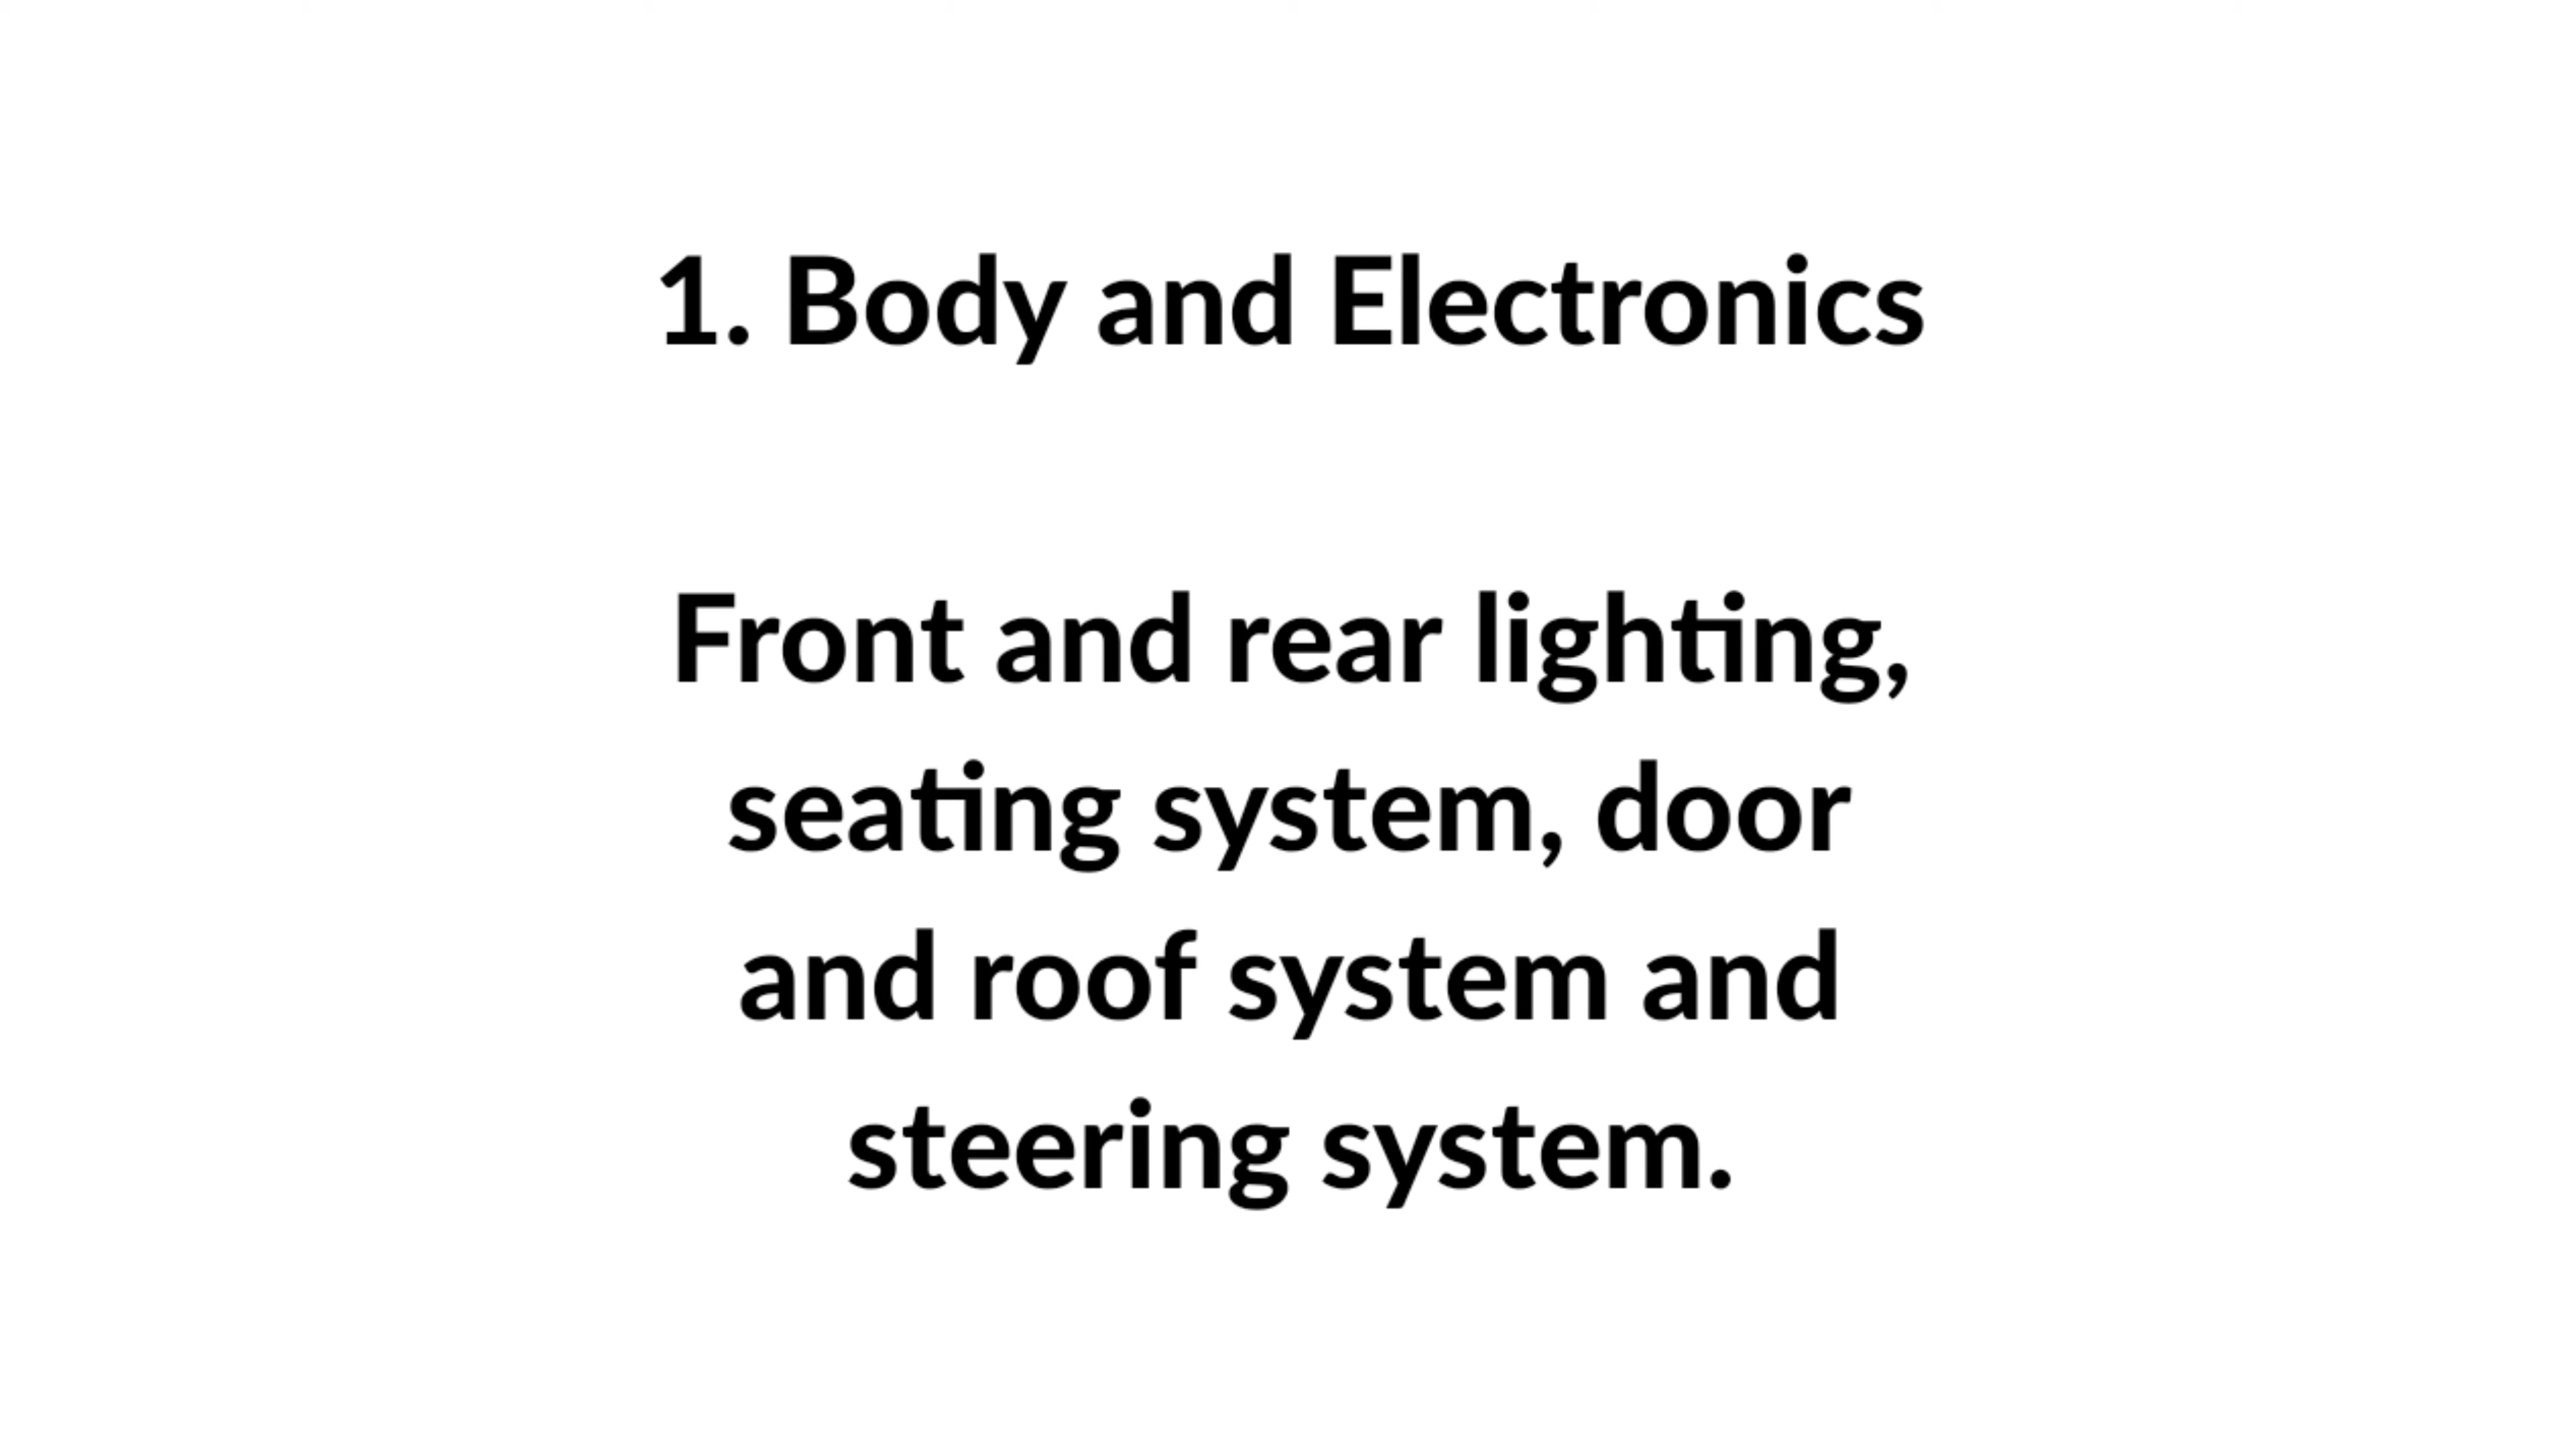 1. Body and Electronics
Front and rear lighting,
seating system, door
and roof system and
steering system.